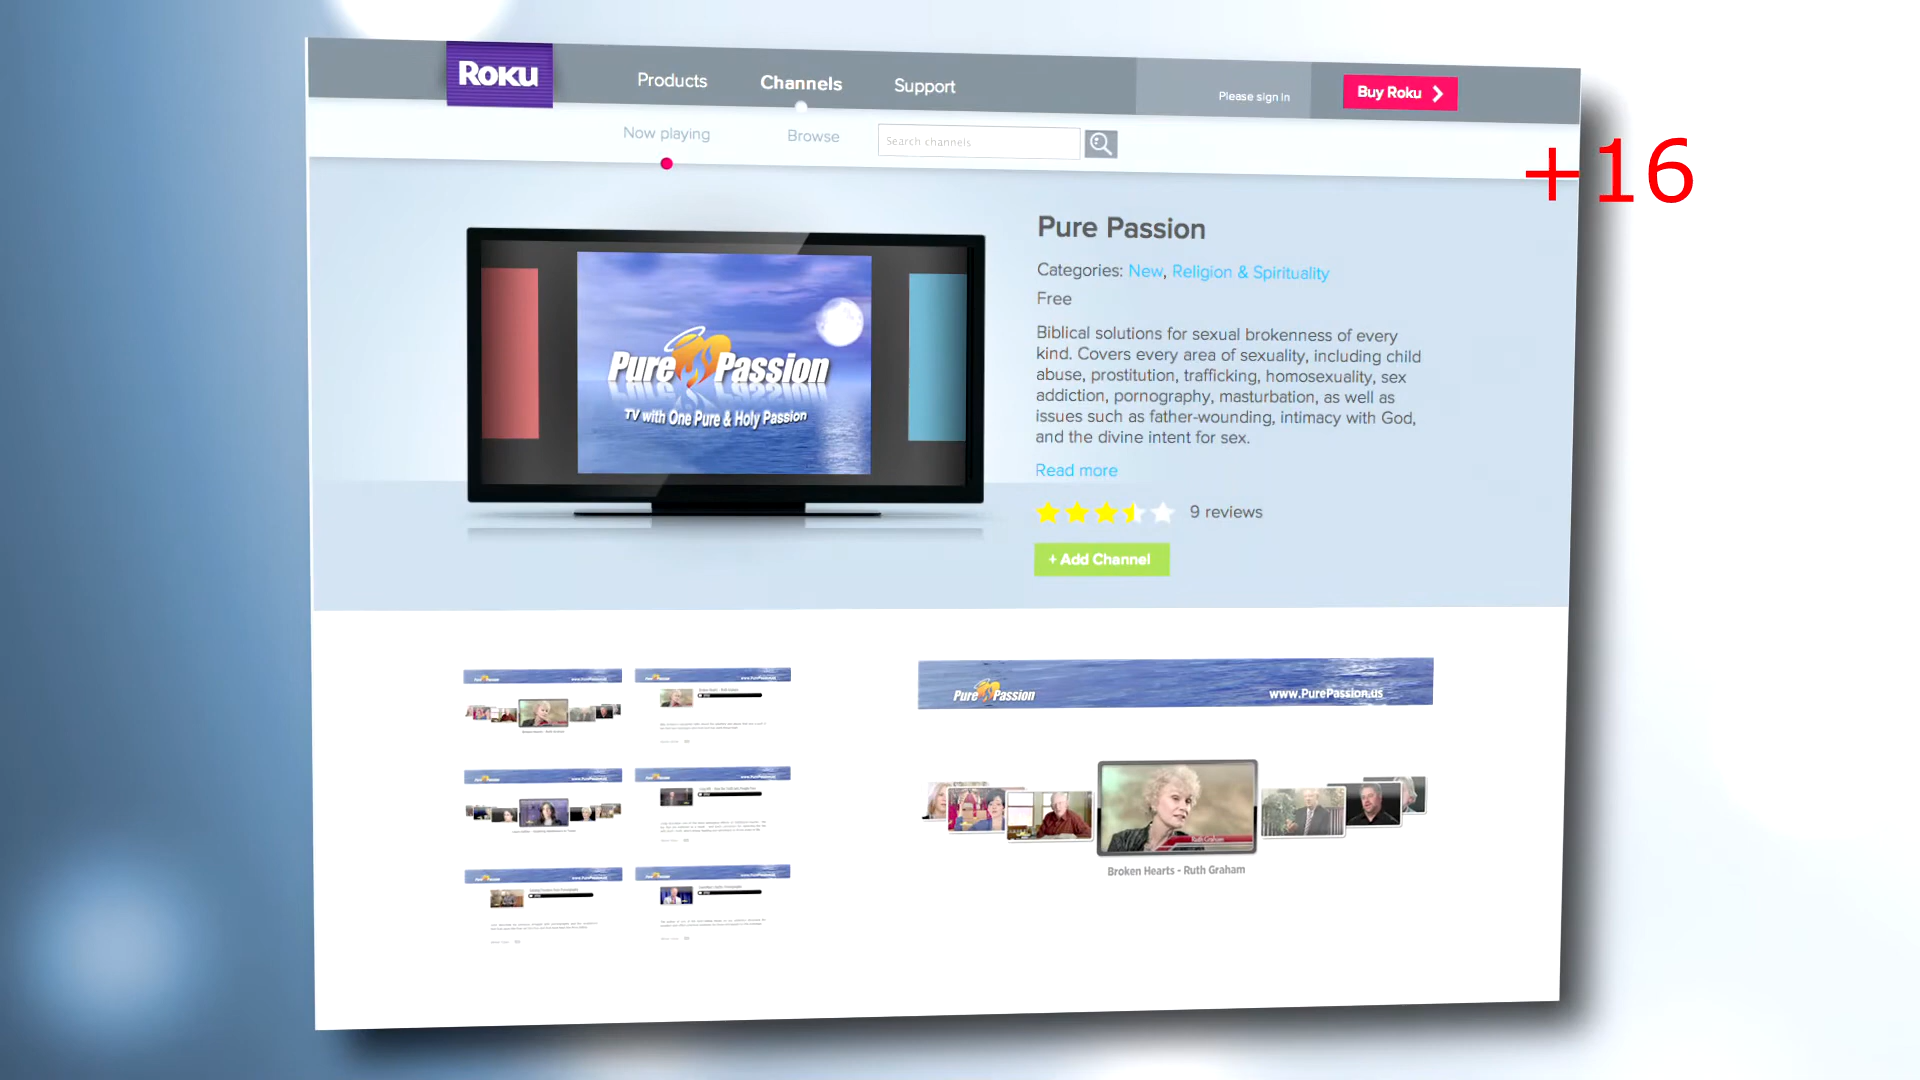 ROKU
Products
Channels
Support
Please sign in
Buy Roku
Now playing
Browse
Search channels
+16
Pure Passion
TV with One Pure & Holy Passion
Pure Passion
Categories: New, Religion & Spirituality
Free
Biblical solutions for sexual brokenness of every
kind. Covers every area of sexuality, including child
abuse, prostitution, trafficking, homosexuality, sex
addiction, pornography, masturbation, as well as
issues such as father-wounding, intimacy with God,
and the divine intent for sex.
Read more
9 reviews
+ Add Channel
Pure Passion
www.PurePassion.us
Ruth Graham
Broken Hearts - Ruth Graham